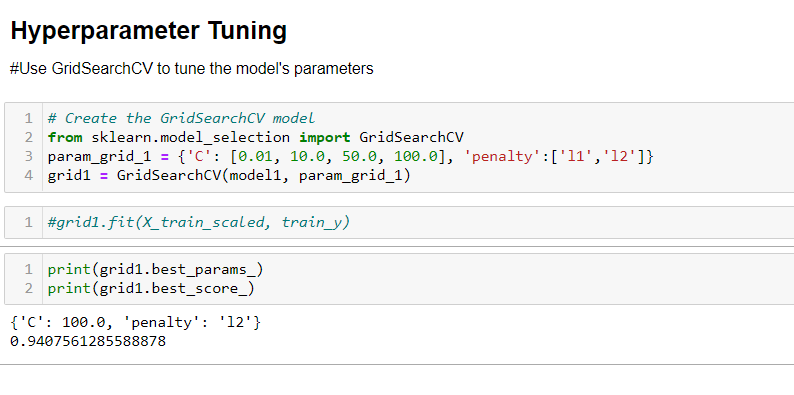 Hyperparameter Tuning
#Use GridSearchCV to tune the model's parameters
1 # Create the GridSearchCV model
2 from sklearn.model_selection import GridSearchCV
3 param_grid_1 = {'C': [0.01, 10.0, 50.0, 100.0], 'penalty':['l1','l2']}
4 grid1 = GridSearchCV(model1, param_grid_1)
1 #grid1.fit(X_train_scaled, train_y)
1 print(grid1.best_params_)
2 print(grid1.best_score_)
{'C': 100.0, 'penalty': 'l2'}
0.9407561285588878